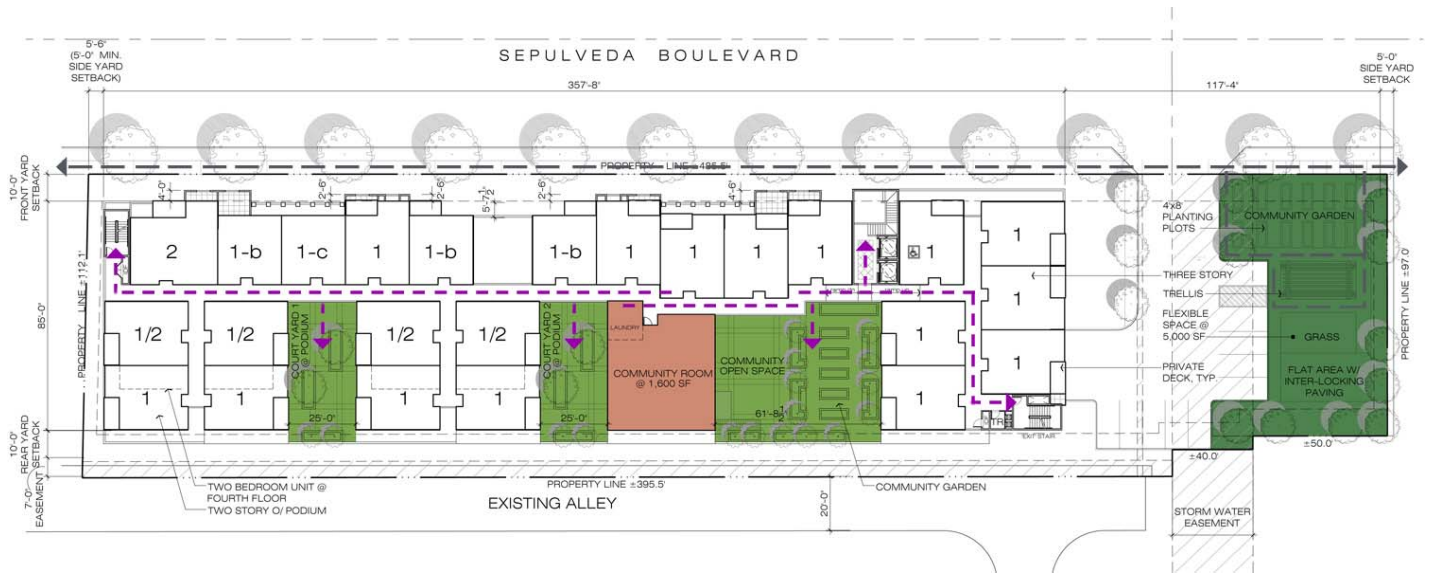 SEPULVEDA BOULEVARD
5'-6"
(5'-0" MIN.
SIDE YARD
SETBACK)
357'-8"
117'-4"
5'-0"
SIDE YARD
SETBACK
10'-0"
FRONT YARD
SETBACK
4'-0"
2'-6"
2'-6"
5'-7
2'-6"
4'-6"
2
1-b
1-c
1
1-b
1-b
1
1
1
1
1
1
1
1
4'x8'
PLANTING
PLOTS
COMMUNITY GARDEN
THREE STORY
TRELLIS
FLEXIBLE
SPACE @
5,000 SF
GRASS
PRIVATE
DECK, TYP.
FLAT AREA W/
INTER-LOCKING
PAVING
PROPERTY LINE ±97.0'
PROPERTY LINE ±112.1'
85'-0"
1/2
1/2
COURT YARD 1
@ PODIUM
1/2
1/2
COURT YARD 2
@ PODIUM
LAUNDRY
COMMUNITY ROOM
@ 1,600 SF
COMMUNITY
OPEN SPACE
1
1
1
1
1
1
1
25'-0"
25'-0"
EXIT STAIR
±50.0'
±40.0'
10'-0"
REAR YARD
SETBACK
7'-0"
EASEMENT
TWO BEDROOM UNIT @
FOURTH FLOOR
TWO STORY O/ PODIUM
PROPERTY LINE ±395.5'
EXISTING ALLEY
COMMUNITY GARDEN
20'-0"
STORM WATER
EASEMENT